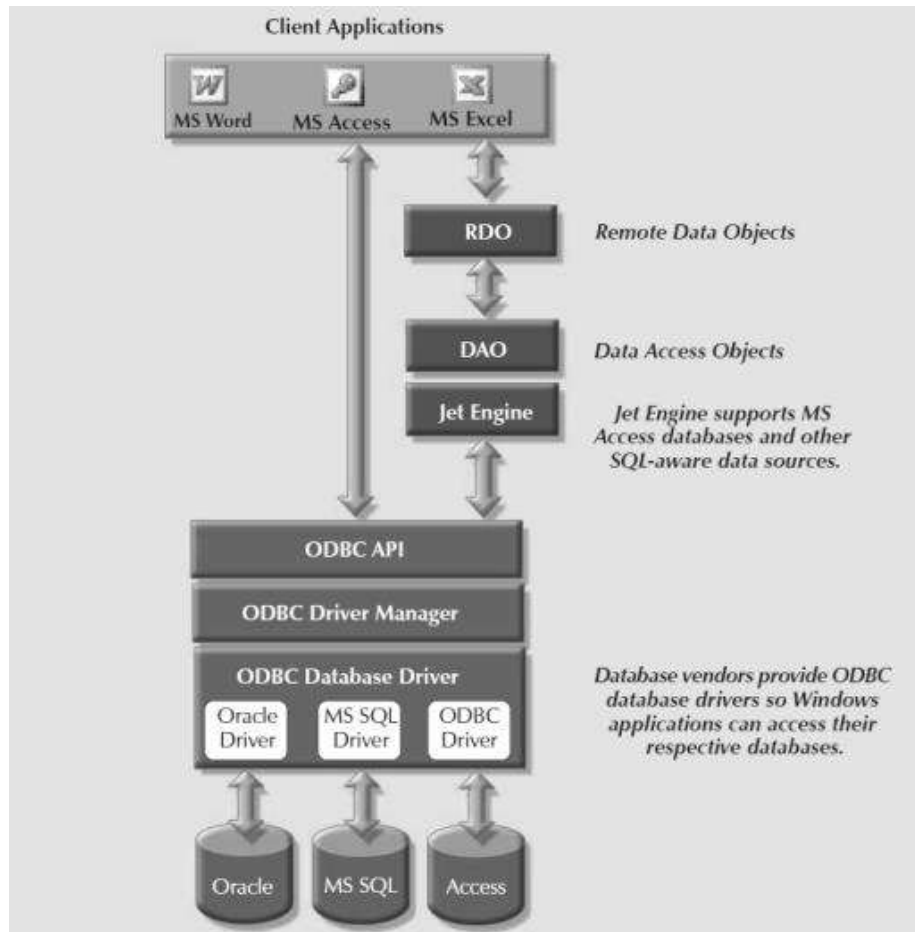 Client Applications
W
X
MS Word
MS Access
MS Excel
RDO
Remote Data Objects
DAO
Data Access Objects
Jet Engine
Jet Engine supports MS
Access databases and other
SQL-aware data sources.
ODBC API
ODBC Driver Manager
ODBC Database Driver
Oracle
Driver
MS SQL
Driver
ODBC
Driver
Database vendors provide ODBC
database drivers so Windows
applications can access their
respective databases.
Oracle
MS SQL
Access